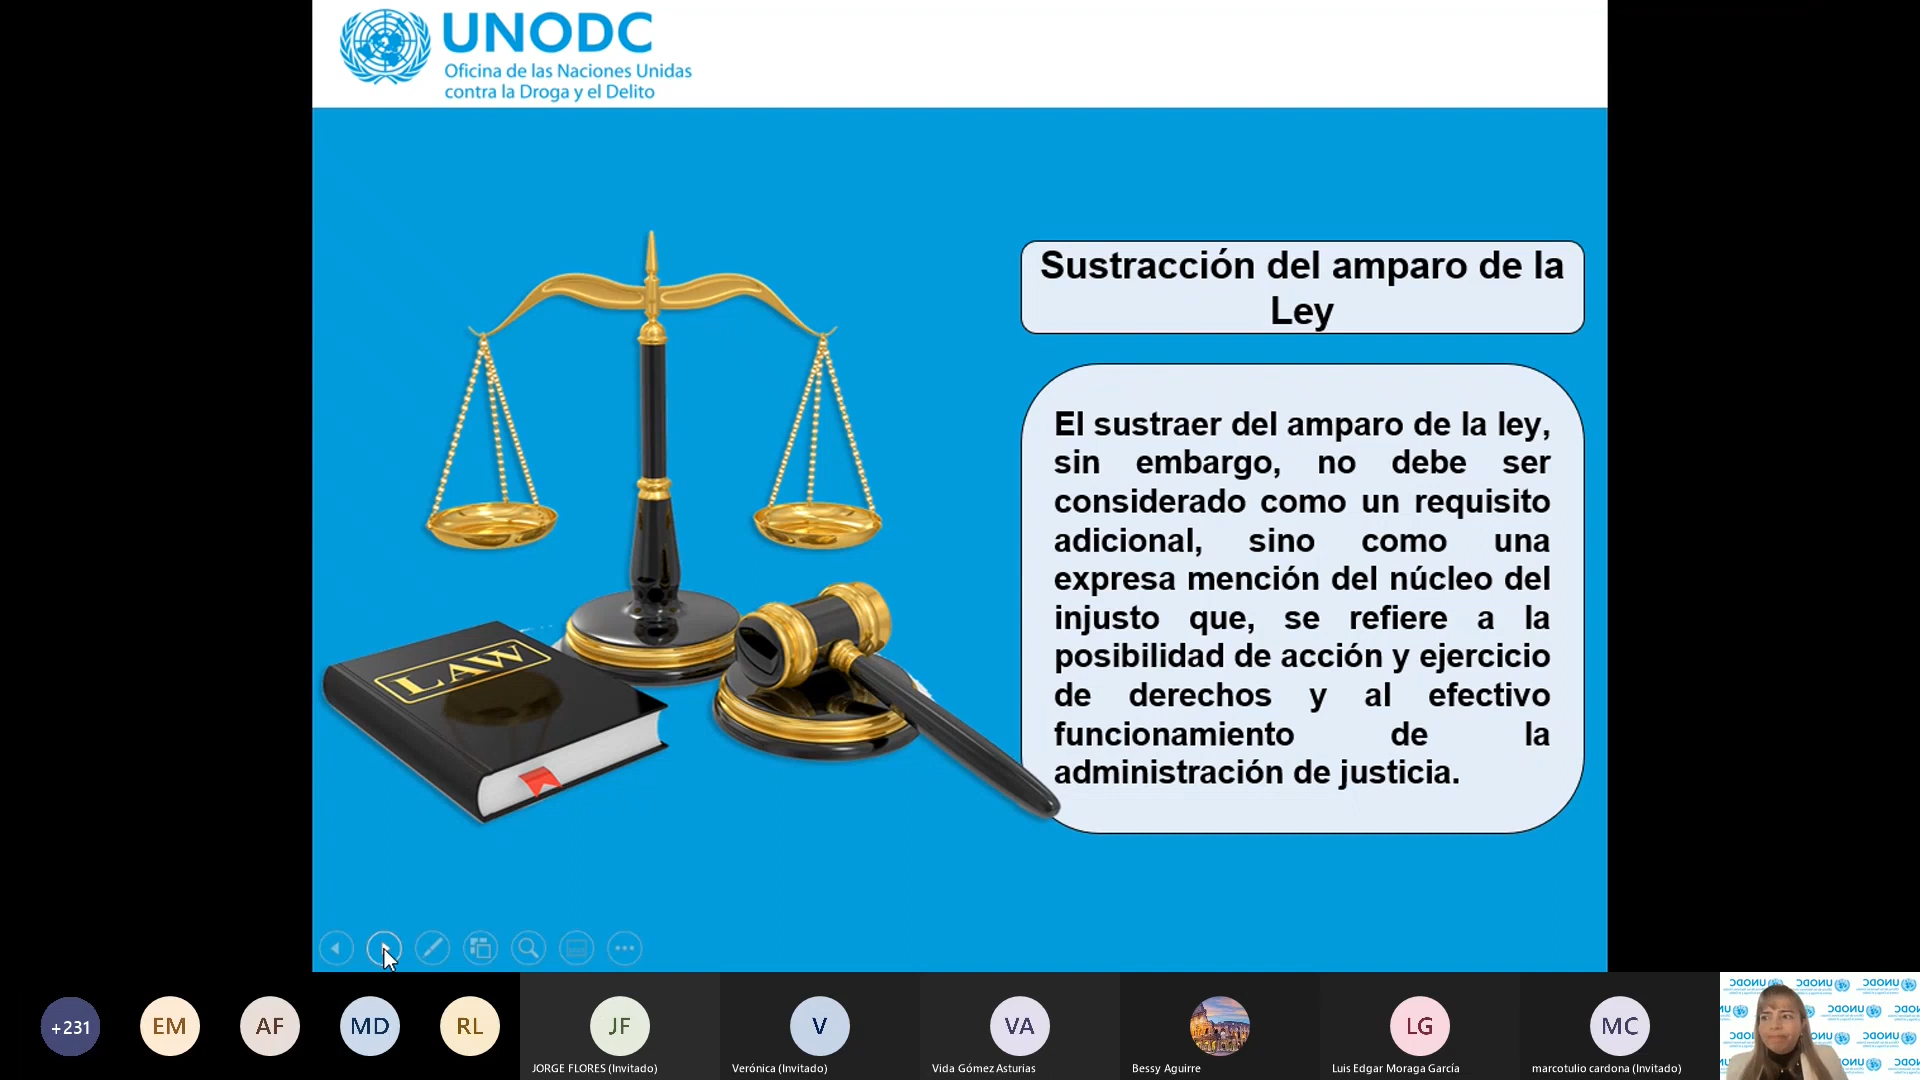 UNODC
Oficina de las Naciones Unidas
contra la Droga y el Delito
Sustracción del amparo de la
Ley
El sustraer del amparo de la ley,
sin embargo, no debe ser
considerado como un requisito
adicional, sino como una
expresa mención del núcleo del
injusto que, se refiere a la
posibilidad de acción y ejercicio
de derechos y al efectivo
funcionamiento de la
administración de justicia.
LAW
+231
EM
AF
MD
RL
JF
V
VA
LG
MC
JORGE FLORES (Invitado)
Verónica (Invitado)
Vida Gómez Asturias
Bessy Aguirre
Luis Edgar Moraga García
marcotulio cardona (Invitado)
UNODC